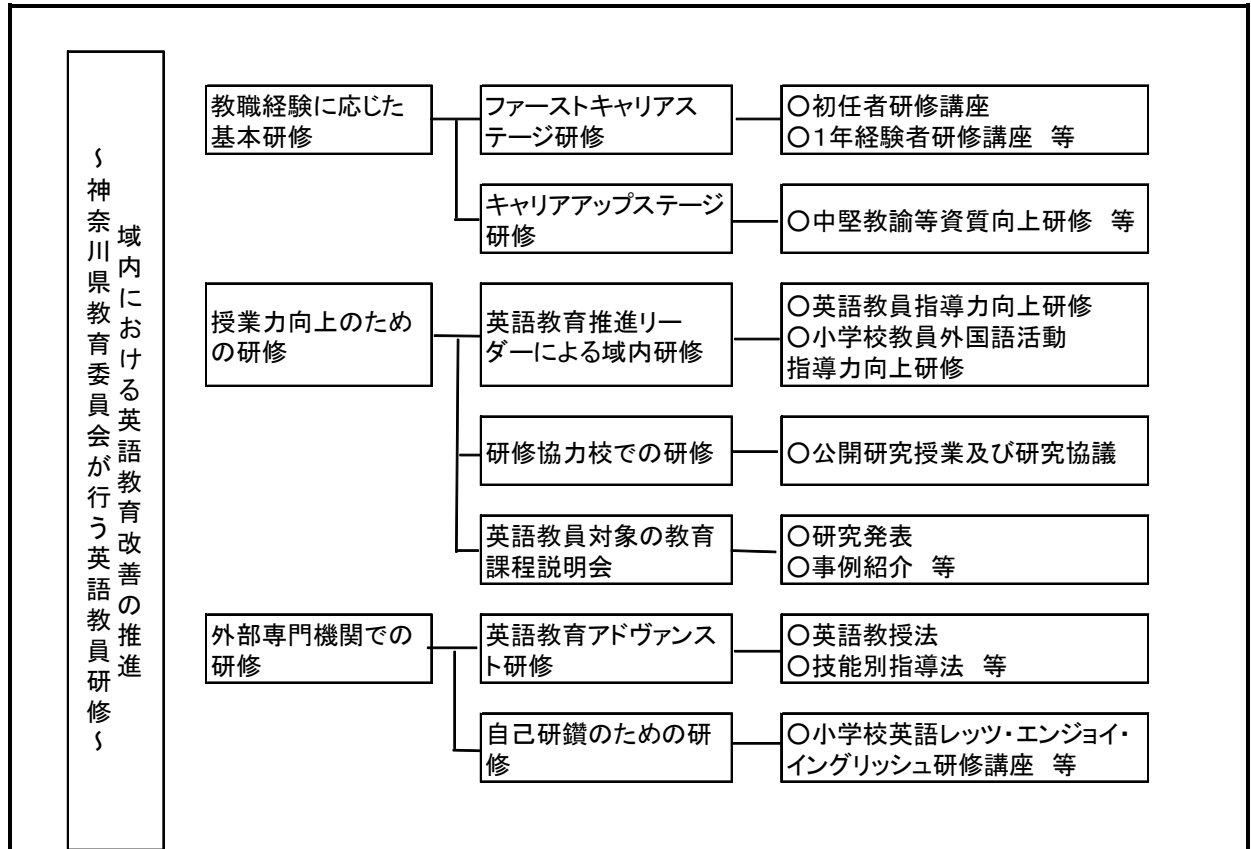 域内における英語教育改善の推進
~神奈川県教育委員会が行う英語教員研修~
教職経験に応じた
基本研修
ファーストキャリアス
テージ研修
〇初任者研修講座
〇1年経験者研修講座 等
キャリアアップステージ
研修
〇中堅教諭等資質向上研修 等
授業力向上のため
の研修
英語教育推進リー
ダーによる域内研修
〇英語教員指導力向上研修
〇小学校教員外国語活動
指導力向上研修
研修協力校での研修
〇公開研究授業及び研究協議
英語教員対象の教育
課程説明会
〇研究発表
〇事例紹介 等
外部専門機関での
研修
英語教育アドヴァンス
ト研修
〇英語教授法
〇技能別指導法 等
自己研鑽のための研
修
〇小学校英語レッツ・エンジョイ・
イングリッシュ研修講座 等